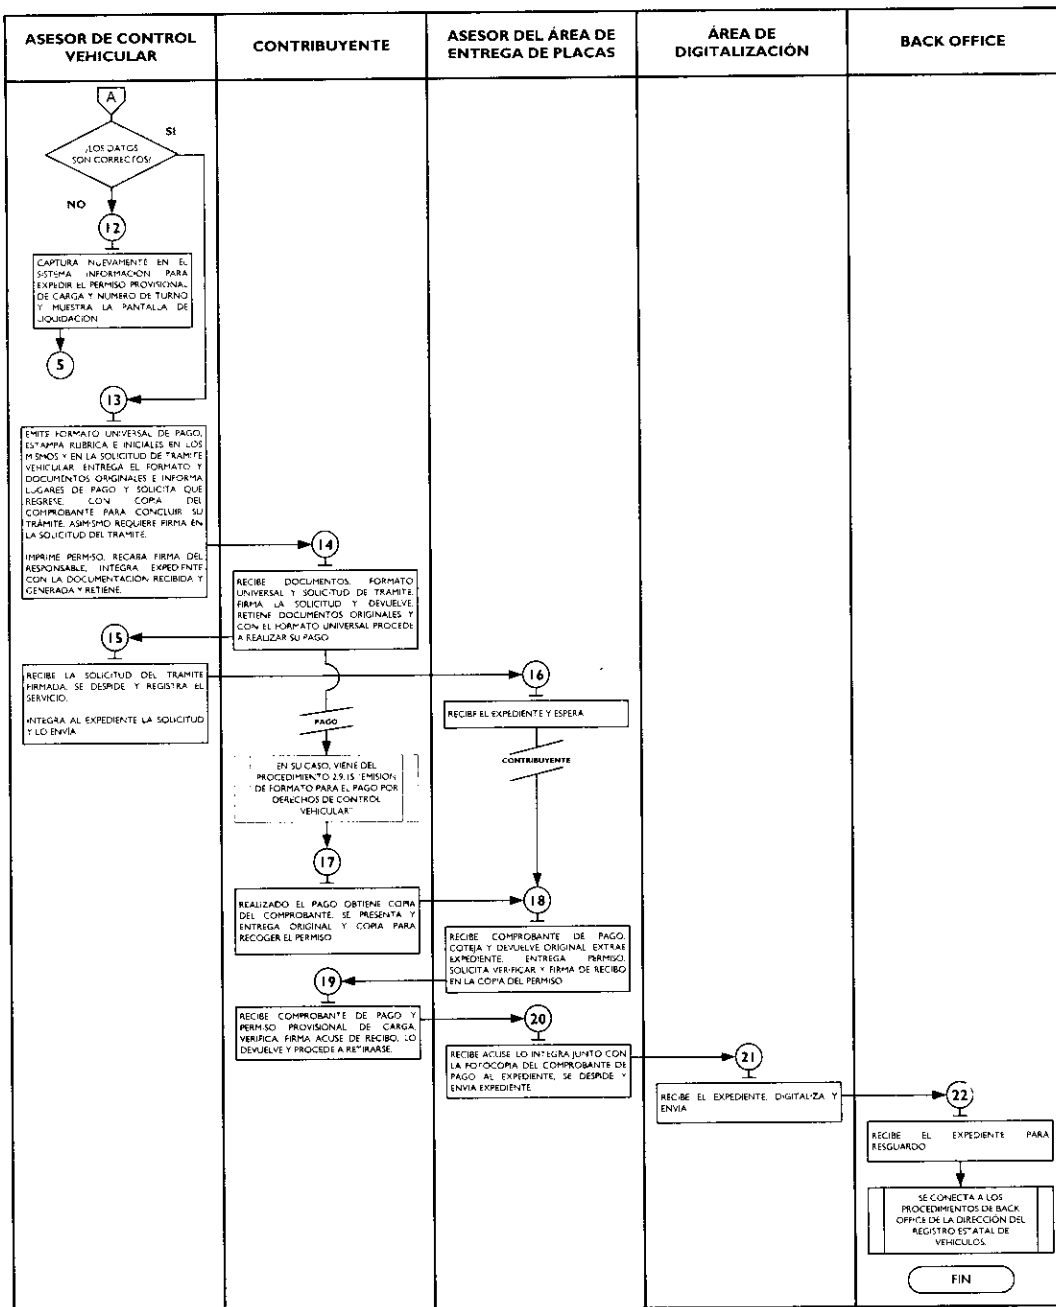 ASESOR DE CONTROL
VEHICULAR
CONTRIBUYENTE
ASESOR DEL ÁREA DE
ENTREGA DE PLACAS
ÁREA DE
DIGITALIZACIÓN
BACK OFFICE
A
¿LOS DATOS
SON CORRECTOS?
SI
NO
12
CAPTURA NUEVAMENTE EN EL
SISTEMA INFORMACIÓN PARA
EXPEDIR EL PERMISO PROVISIONAL
DE CARGA Y NUMERO DE TURNO
Y MUESTRA LA PANTALLA DE
LIQUIDACIÓN
5
13
EMITE FORMATO UNIVERSAL DE PAGO,
ESTAMPA RUBRICA E INICIALES EN LOS
MISMOS Y EN LA SOLICITUD DE TRAMITE
VEHICULAR. ENTREGA EL FORMATO Y
DOCUMENTOS ORIGINALES E INFORMA
LUGARES DE PAGO Y SOLICITA QUE
REGRESE, CON COPIA DEL
COMPROBANTE PARA CONCLUIR SU
TRÁMITE. ASIMISMO REQUIERE FIRMA EN
LA SOLICITUD DEL TRAMITE.
IMPRIME PERMISO, RECABA FIRMA DEL
RESPONSABLE, INTEGRA EXPEDIENTE
CON LA DOCUMENTACIÓN RECIBIDA Y
GENERADA Y RETIENE.
14
RECIBE DOCUMENTOS, FORMATO
UNIVERSAL Y SOLICITUD DE TRAMITE.
FIRMA LA SOLICITUD Y DEVUELVE.
RETIENE DOCUMENTOS ORIGINALES Y
CON EL FORMATO UNIVERSAL PROCEDE
A REALIZAR SU PAGO
15
RECIBE LA SOLICITUD DEL TRAMITE
FIRMADA, SE DESPIDE Y REGISTRA EL
SERVICIO.
INTEGRA AL EXPEDIENTE LA SOLICITUD
Y LO ENVÍA
16
RECIBE EL EXPEDIENTE Y ESPERA
PAGO
CONTRIBUYENTE
EN SU CASO, VIENE DEL
PROCEDIMIENTO 2.9.15 "EMISION
DE FORMATO PARA EL PAGO POR
DERECHOS DE CONTROL
VEHICULAR"
17
REALIZADO EL PAGO OBTIENE COPIA
DEL COMPROBANTE, SE PRESENTA Y
ENTREGA ORIGINAL Y COPIA PARA
RECOGER EL PERMISO
18
RECIBE COMPROBANTE DE PAGO,
COTEJA Y DEVUELVE ORIGINAL EXTRAE
EXPEDIENTE, ENTREGA PERMISO,
SOLICITA VERIFICAR Y FIRMA DE RECIBO
EN LA COPIA DEL PERMISO
19
RECIBE COMPROBANTE DE PAGO Y
PERMISO PROVISIONAL DE CARGA,
VERIFICA, FIRMA ACUSE DE RECIBO, LO
DEVUELVE Y PROCEDE A RETIRARSE.
20
RECIBE ACUSE LO INTEGRA JUNTO CON
LA FOTOCOPIA DEL COMPROBANTE DE
PAGO AL EXPEDIENTE, SE DESPIDE Y
ENVIA EXPEDIENTE
21
RECIBE EL EXPEDIENTE, DIGITALIZA Y
ENVIA
22
RECIBE EL EXPEDIENTE PARA
RESGUARDO
SE CONECTA A LOS
PROCEDIMIENTOS DE BACK
OFFICE DE LA DIRECCIÓN DEL
REGISTRO ESTATAL DE
VEHICULOS.
FIN